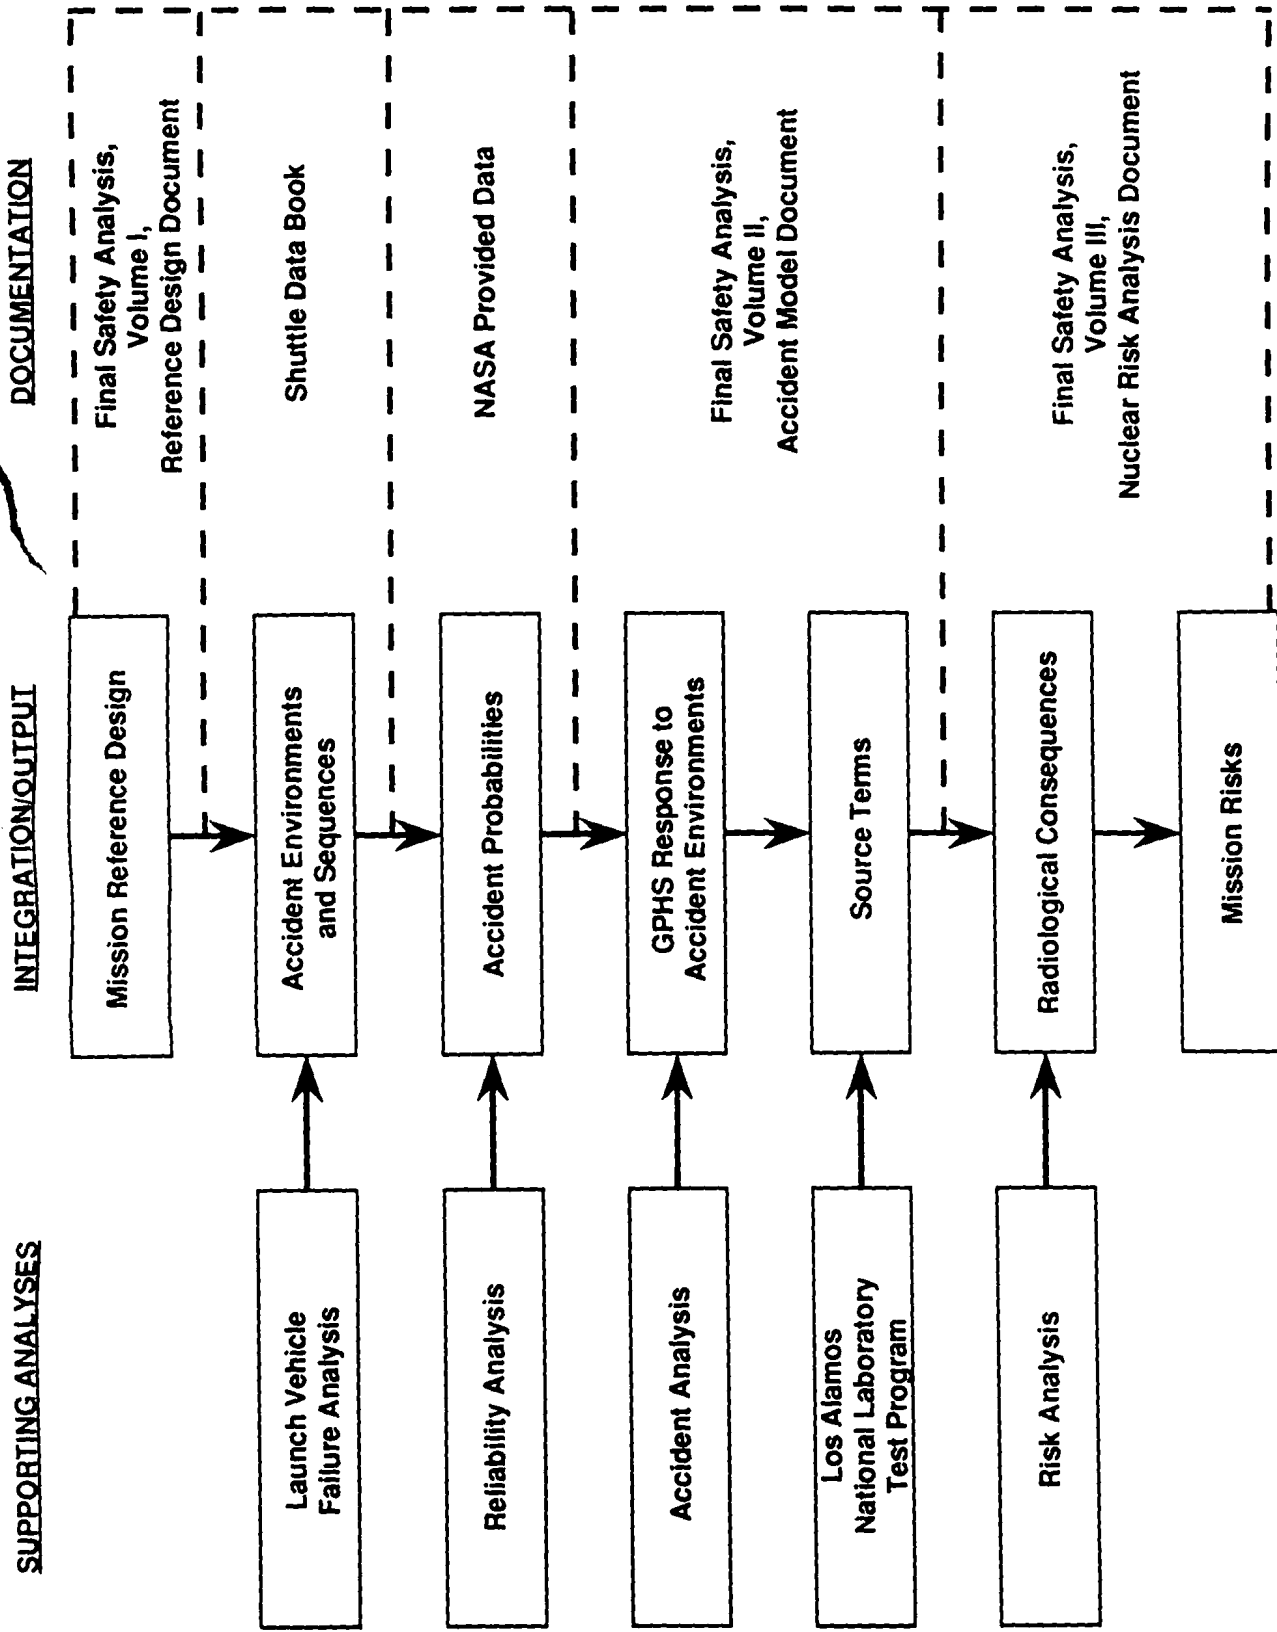 SUPPORTING ANALYSES
INTEGRATION/OUTPUT
DOCUMENTATION
Mission Reference Design
Final Safety Analysis,
Volume I,
Reference Design Document
Launch Vehicle
Failure Analysis
Accident Environments
and Sequences
Shuttle Data Book
Reliability Analysis
Accident Probabilities
NASA Provided Data
Accident Analysis
GPHS Response to
Accident Environments
Final Safety Analysis,
Volume II,
Accident Model Document
Los Alamos
National Laboratory
Test Program
Source Terms
Risk Analysis
Radiological Consequences
Final Safety Analysis,
Volume III,
Nuclear Risk Analysis Document
Mission Risks